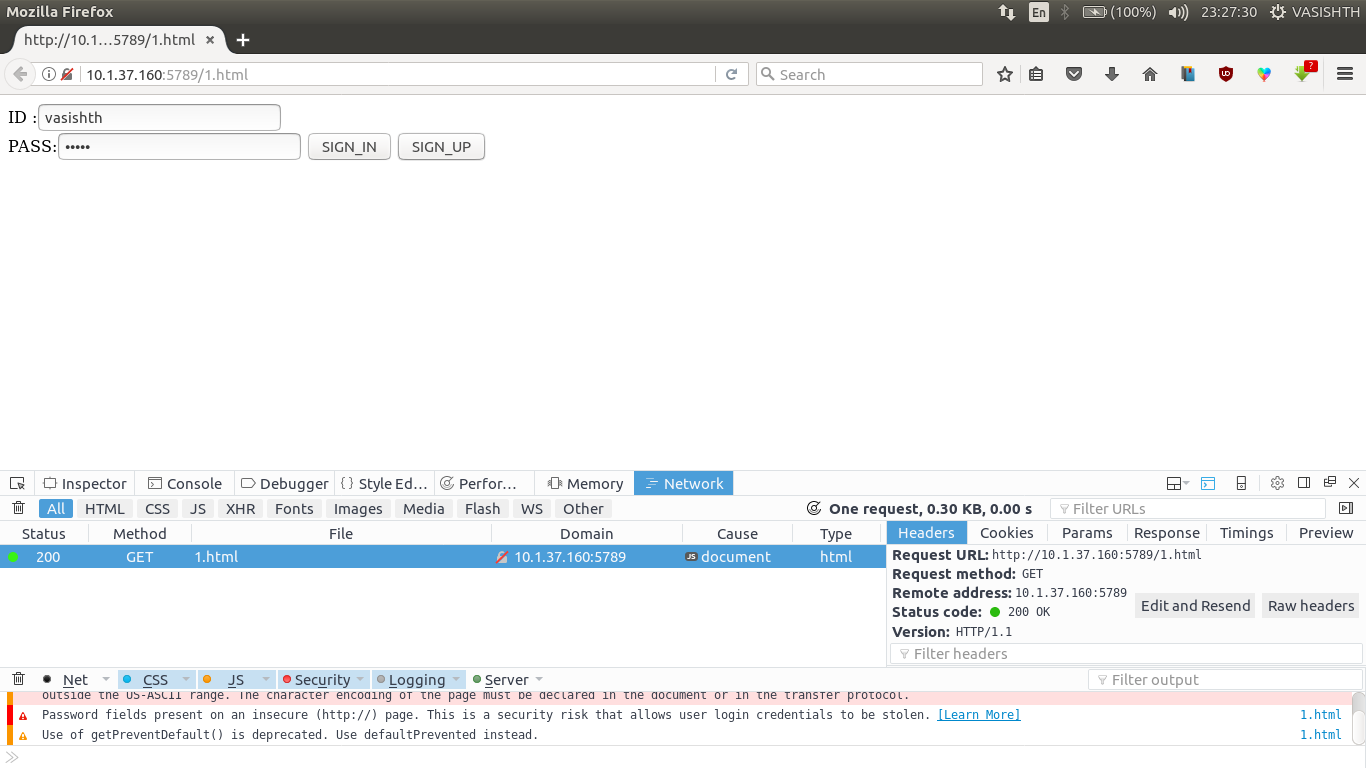 Mozilla Firefox En (100%) 23:27:30 VASISHTH
http://10.1…5789/1.html × +
10.1.37.160:5789/1.html Search ?
ID : vasishth
PASS: ••••• SIGN_IN SIGN_UP
Inspector Console Debugger { } Style Ed… Perfor… Memory Network
All HTML CSS JS XHR Fonts Images Media Flash WS Other One request, 0.30 KB, 0.00 s Filter URLs
Status Method File Domain Cause Type Headers Cookies Params Response Timings Preview
200 GET 1.html 10.1.37.160:5789 JS document html
Request URL: http://10.1.37.160:5789/1.html
Request method: GET
Remote address: 10.1.37.160:5789
Status code: 200 OK Edit and Resend Raw headers
Version: HTTP/1.1
Filter headers
Net CSS JS Security Logging Server Filter output
outside the US-ASCII range. The character encoding of the page must be declared in the document or in the transfer protocol.
Password fields present on an insecure (http://) page. This is a security risk that allows user login credentials to be stolen. [Learn More] 1.html
Use of getPreventDefault() is deprecated. Use defaultPrevented instead. 1.html